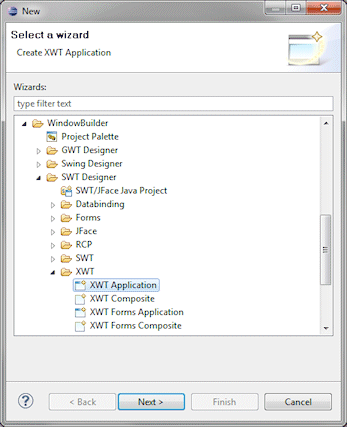 New
Select a wizard
Create XWT Application
Wizards:
type filter text
WindowBuilder
Project Palette
GWT Designer
Swing Designer
SWT Designer
SWT/JFace Java Project
Databinding
Forms
JFace
RCP
SWT
XWT
XWT Application
XWT Composite
XWT Forms Application
XWT Forms Composite
?
< Back
Next >
Finish
Cancel